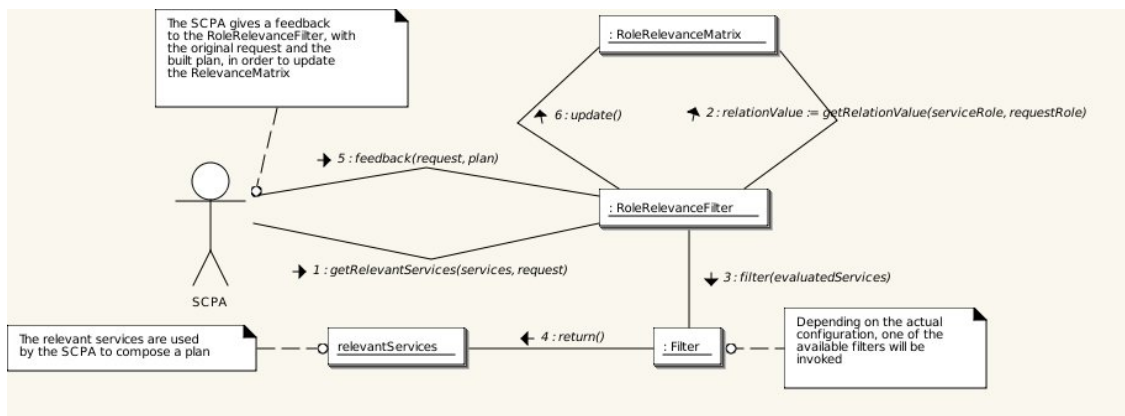 The SCPA gives a feedback
to the RoleRelevanceFilter, with
the original request and the
built plan, in order to update
the RelevanceMatrix
: RoleRelevanceMatrix
6 : update()
2 : relationValue := getRelationValue(serviceRole, requestRole)
5 : feedback(request, plan)
: RoleRelevanceFilter
1 : getRelevantServices(services, request)
3 : filter(evaluatedServices)
SCPA
The relevant services are used
by the SCPA to compose a plan
relevantServices
4 : return()
: Filter
Depending on the actual
configuration, one of the
available filters will be
invoked